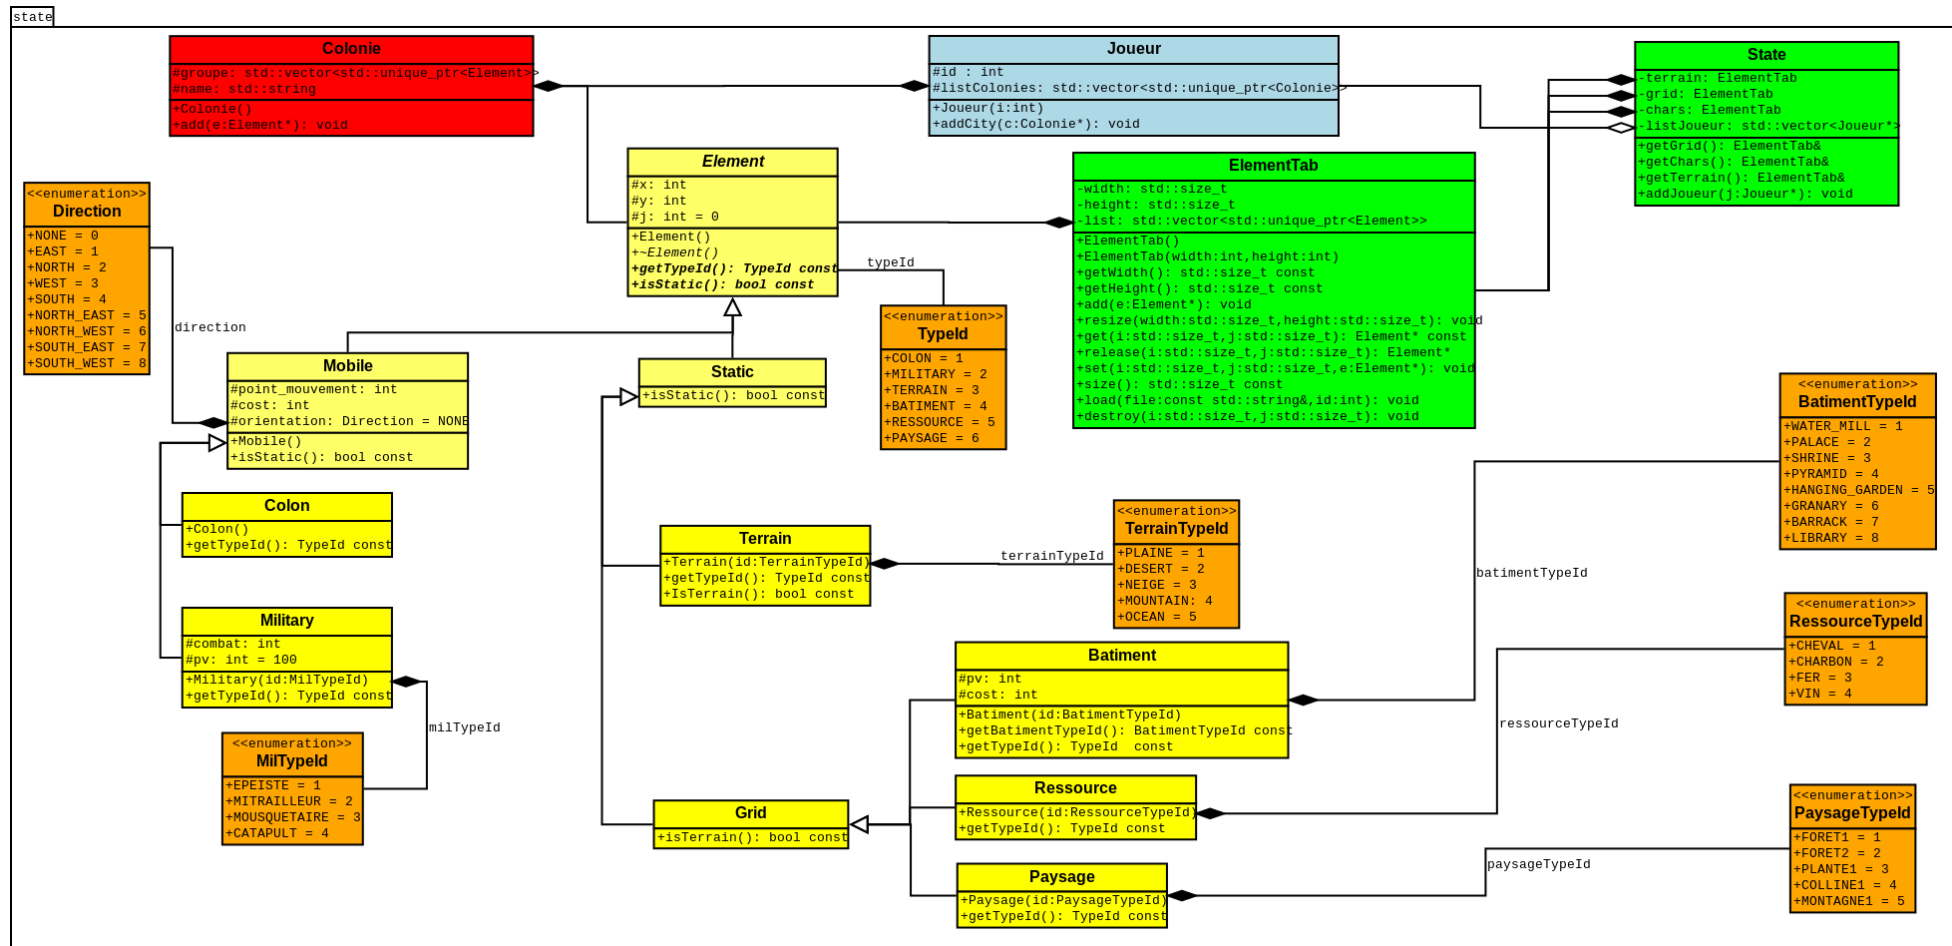 state
Colonie
#groupe: std::vector<std::unique_ptr<Element>>
#name: std::string
+Colonie()
+add(e:Element*): void
Joueur
#id : int
#listColonies: std::vector<std::unique_ptr<Colonie>>
+Joueur(i:int)
+addCity(c:Colonie*): void
State
-terrain: ElementTab
-grid: ElementTab
-chars: ElementTab
-listJoueur: std::vector<Joueur*>
+getGrid(): ElementTab&
+getChars(): ElementTab&
+getTerrain(): ElementTab&
+addJoueur(j:Joueur*): void
Element
#x: int
#y: int
#j: int = 0
+Element()
+~Element()
+getTypeId(): TypeId const
+isStatic(): bool const
ElementTab
-width: std::size_t
-height: std::size_t
-list: std::vector<std::unique_ptr<Element>>
+ElementTab()
+ElementTab(width:int,height:int)
+getWidth(): std::size_t const
+getHeight(): std::size_t const
+add(e:Element*): void
+resize(width:std::size_t,height:std::size_t): void
+get(i:std::size_t,j:std::size_t): Element* const
+release(i:std::size_t,j:std::size_t): Element*
+set(i:std::size_t,j:std::size_t,e:Element*): void
+size(): std::size_t const
+load(file:const std::string&,id:int): void
+destroy(i:std::size_t,j:std::size_t): void
<<enumeration>>
Direction
+NONE = 0
+EAST = 1
+NORTH = 2
+WEST = 3
+SOUTH = 4
+NORTH_EAST = 5
+NORTH_WEST = 6
+SOUTH_EAST = 7
+SOUTH_WEST = 8
direction
typeId
<<enumeration>>
TypeId
+COLON = 1
+MILITARY = 2
+TERRAIN = 3
+BATIMENT = 4
+RESSOURCE = 5
+PAYSAGE = 6
Mobile
#point_mouvement: int
#cost: int
#orientation: Direction = NONE
+Mobile()
+isStatic(): bool const
Static
+isStatic(): bool const
<<enumeration>>
BatimentTypeId
+WATER_MILL = 1
+PALACE = 2
+SHRINE = 3
+PYRAMID = 4
+HANGING_GARDEN = 5
+GRANARY = 6
+BARRACK = 7
+LIBRARY = 8
Colon
+Colon()
+getTypeId(): TypeId const
Terrain
+Terrain(id:TerrainTypeId)
+getTypeId(): TypeId const
+IsTerrain(): bool const
terrainTypeId
<<enumeration>>
TerrainTypeId
+PLAINE = 1
+DESERT = 2
+NEIGE = 3
+MOUNTAIN: 4
+OCEAN = 5
batimentTypeId
Military
#combat: int
#pv: int = 100
+Military(id:MilTypeId)
+getTypeId(): TypeId const
milTypeId
<<enumeration>>
MilTypeId
+EPEISTE = 1
+MITRAILLEUR = 2
+MOUSQUETAIRE = 3
+CATAPULT = 4
Batiment
#pv: int
#cost: int
+Batiment(id:BatimentTypeId)
+getBatimentTypeId(): BatimentTypeId const
+getTypeId(): TypeId  const
<<enumeration>>
RessourceTypeId
+CHEVAL = 1
+CHARBON = 2
+FER = 3
+VIN = 4
ressourceTypeId
Ressource
+Ressource(id:RessourceTypeId)
+getTypeId(): TypeId const
Grid
+isTerrain(): bool const
Paysage
+Paysage(id:PaysageTypeId)
+getTypeId(): TypeId const
paysageTypeId
<<enumeration>>
PaysageTypeId
+FORET1 = 1
+FORET2 = 2
+PLANTE1 = 3
+COLLINE1 = 4
+MONTAGNE1 = 5